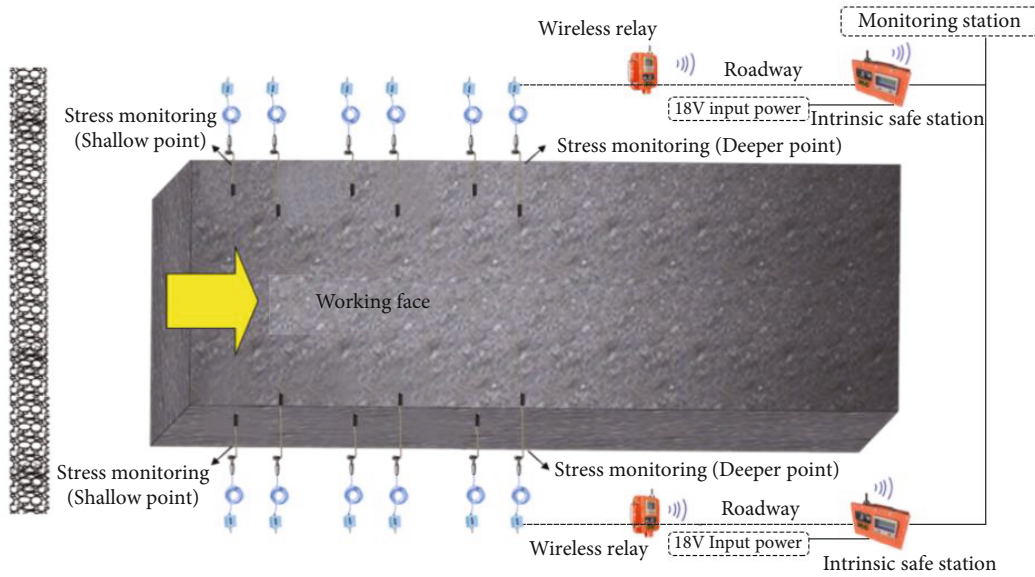 Monitoring station
Wireless relay
Roadway
18V input power
Intrinsic safe station
Stress monitoring
(Shallow point)
Stress monitoring (Deeper point)
Working face
Stress monitoring
(Shallow point)
Stress monitoring (Deeper point)
Roadway
Wireless relay
18V Input power
Intrinsic safe station